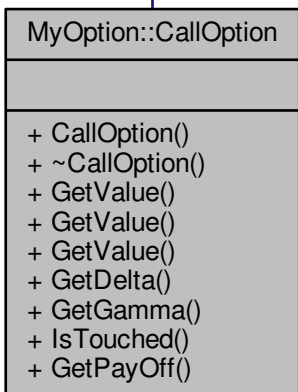 MyOption::CallOption
+ CallOption()
+ ~CallOption()
+ GetValue()
+ GetValue()
+ GetValue()
+ GetDelta()
+ GetGamma()
+ IsTouched()
+ GetPayOff()